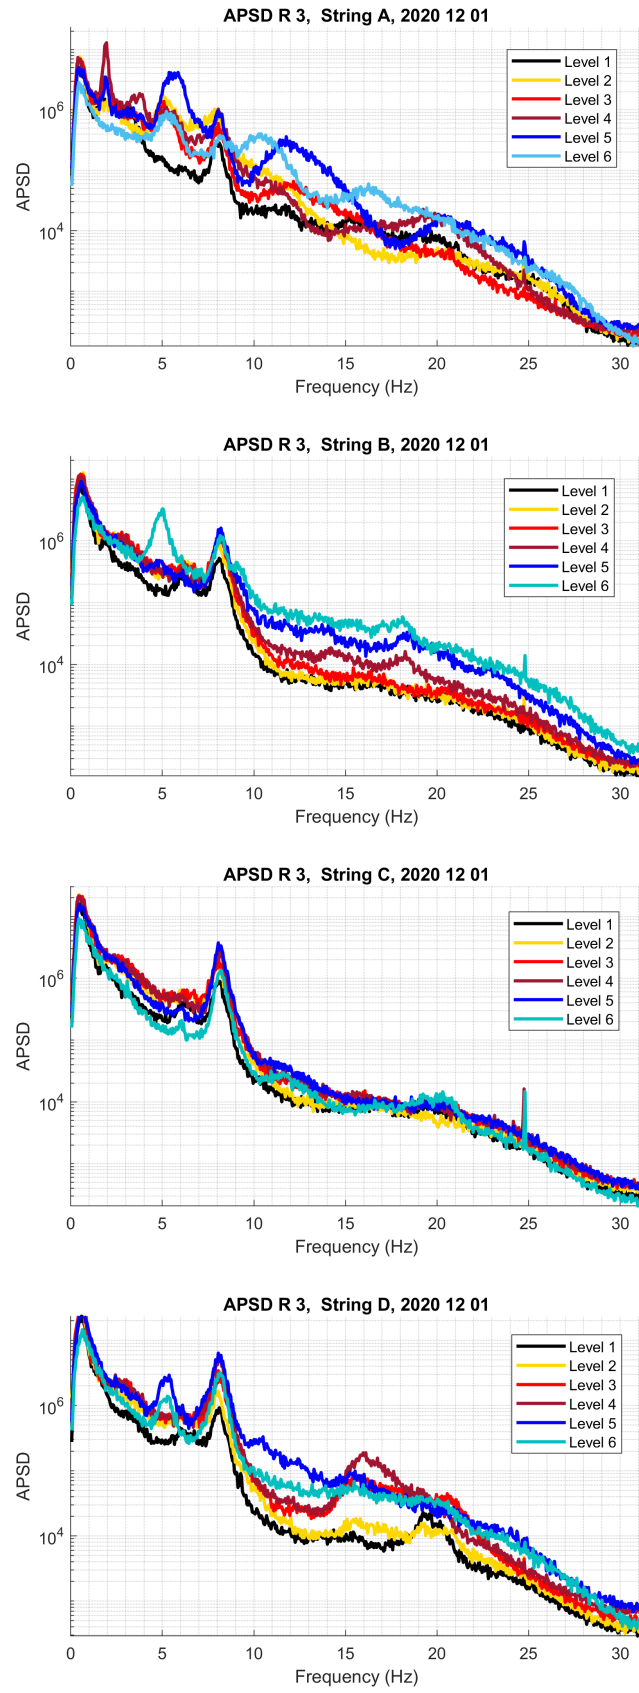 APSD R 3, String A, 2020 12 01
10^6
10^4
APSD
Level 1
Level 2
Level 3
Level 4
Level 5
Level 6
0 5 10 15 20 25 30
Frequency (Hz)
APSD R 3, String B, 2020 12 01
10^6
10^4
APSD
Level 1
Level 2
Level 3
Level 4
Level 5
Level 6
0 5 10 15 20 25 30
Frequency (Hz)
APSD R 3, String C, 2020 12 01
10^6
10^4
APSD
Level 1
Level 2
Level 3
Level 4
Level 5
Level 6
0 5 10 15 20 25 30
Frequency (Hz)
APSD R 3, String D, 2020 12 01
10^6
10^4
APSD
Level 1
Level 2
Level 3
Level 4
Level 5
Level 6
0 5 10 15 20 25 30
Frequency (Hz)